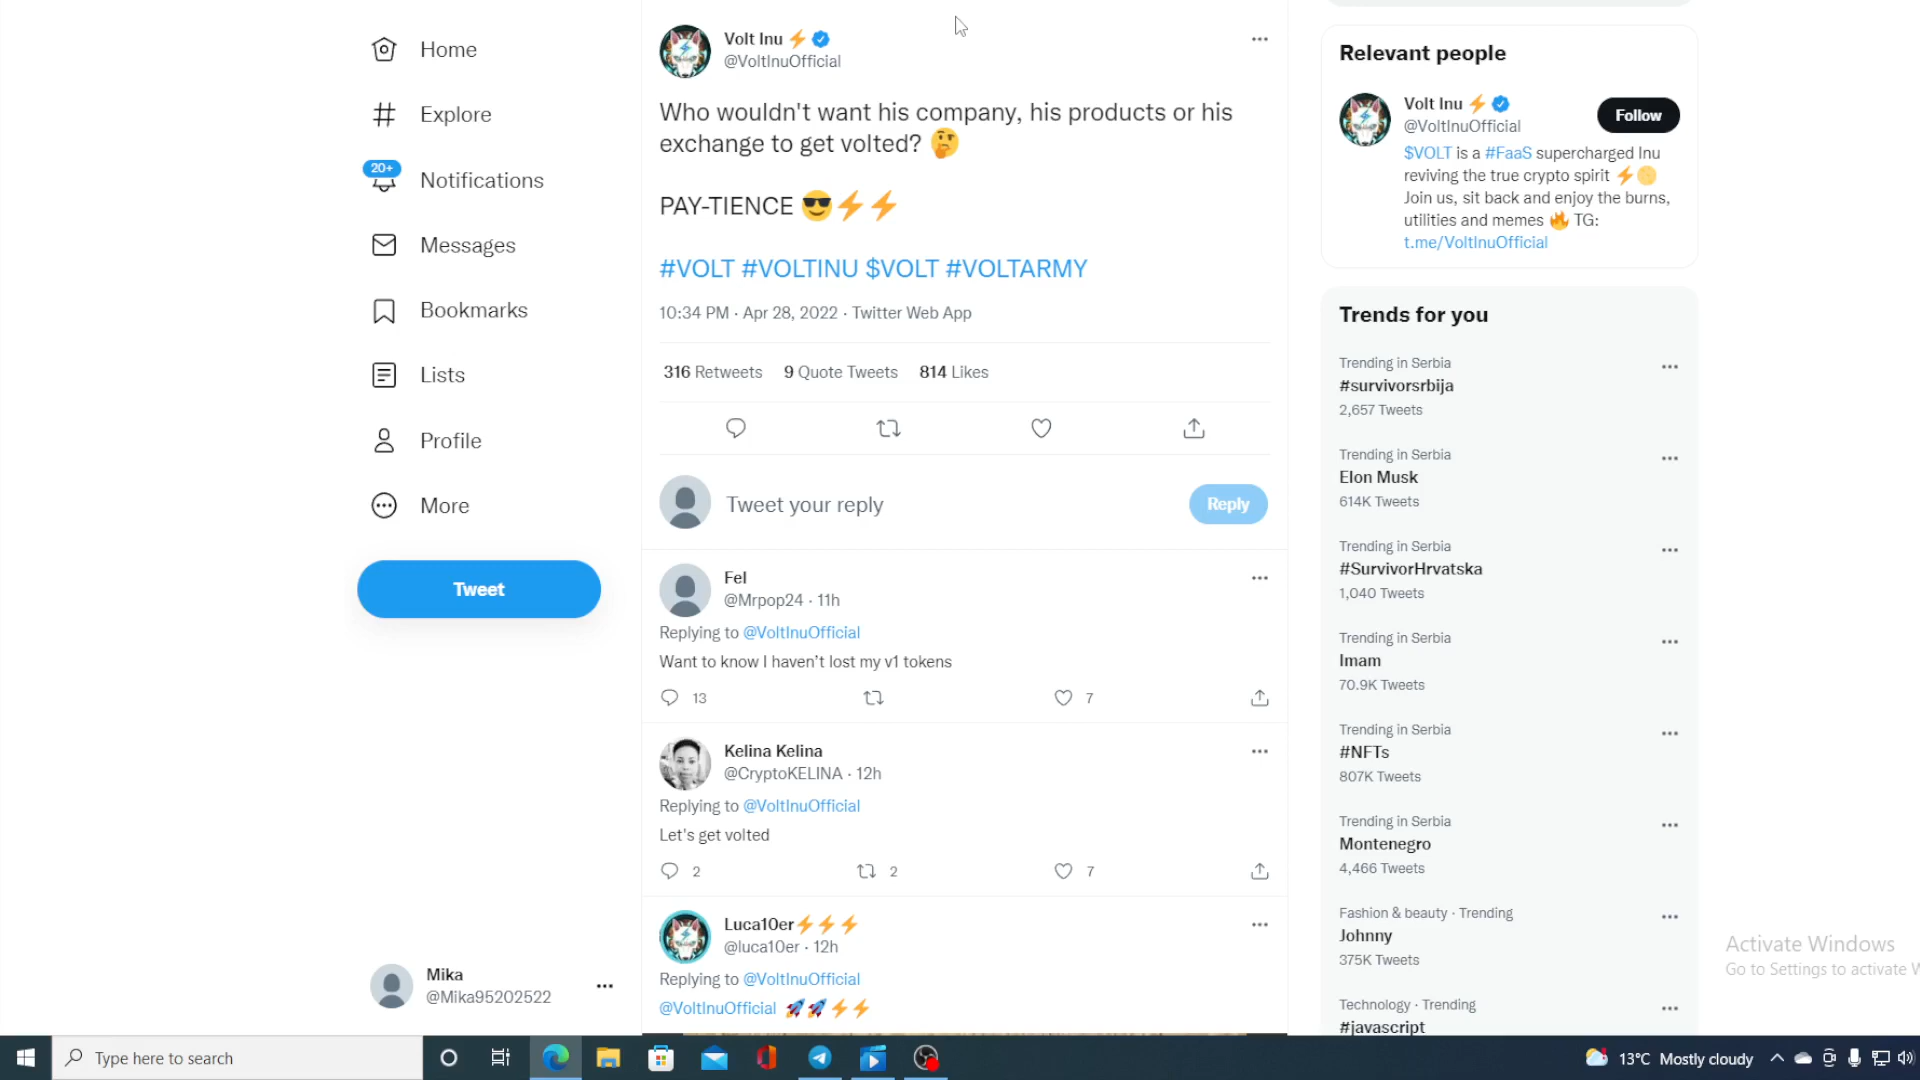 Home
Explore
20+
Notifications
Messages
Bookmarks
Lists
Profile
More
Tweet
Mika
@Mika95202522
Volt Inu ⚡
@VoltInuOfficial
Who wouldn't want his company, his products or his
exchange to get volted? 🤔
PAY-TIENCE 😎⚡⚡
#VOLT #VOLTINU $VOLT #VOLTARMY
10:34 PM · Apr 28, 2022 · Twitter Web App
316 Retweets 9 Quote Tweets 814 Likes
Tweet your reply
Reply
Fel
@Mrpop24 · 11h
Replying to @VoltInuOfficial
Want to know I haven’t lost my v1 tokens
13 7
Kelina Kelina
@CryptoKELINA · 12h
Replying to @VoltInuOfficial
Let's get volted
2 2 7
Luca10er⚡⚡⚡
@luca10er · 12h
Replying to @VoltInuOfficial
@VoltInuOfficial 🚀🚀⚡⚡
Relevant people
Volt Inu ⚡
@VoltInuOfficial
Follow
$VOLT is a #FaaS supercharged Inu
reviving the true crypto spirit ⚡🌕
Join us, sit back and enjoy the burns,
utilities and memes 🔥 TG:
t.me/VoltInuOfficial
Trends for you
Trending in Serbia
#survivorsrbija
2,657 Tweets
Trending in Serbia
Elon Musk
614K Tweets
Trending in Serbia
#SurvivorHrvatska
1,040 Tweets
Trending in Serbia
Imam
70.9K Tweets
Trending in Serbia
#NFTs
807K Tweets
Trending in Serbia
Montenegro
4,466 Tweets
Fashion & beauty · Trending
Johnny
375K Tweets
Technology · Trending
#javascript
Activate Windows
Go to Settings to activate W
Type here to search
13°C Mostly cloudy